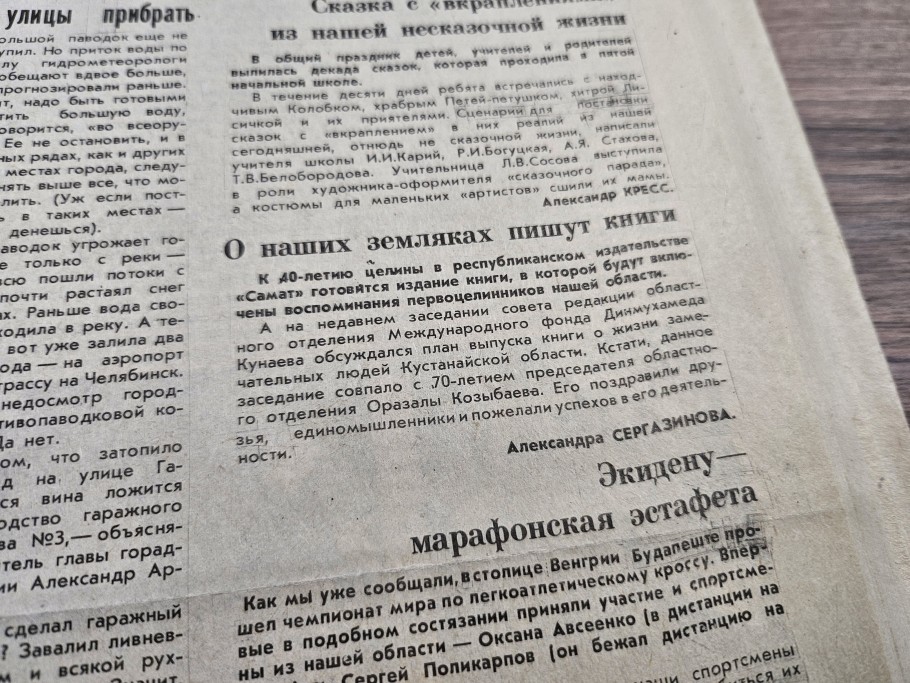 улицы прибрать
ольшой паводок еще не
упил. Но приток воды по
лу гидрометеорологи
обещают вдвое больше,
прогнозировали раньше.
ит, надо быть готовыми
тить большую воду,
оворится, «во всеору-
Ее не остановить, и в
ных рядах, как и других
местах города, следу-
нять выше все, что мо-
лить. (Уж если пост-
ь в таких местах —
денешься).
аводок угрожает го-
е только с реки —
всю пошли потоки с
почти растаял снег
ах. Раньше вода сво-
ходила в реку. А те-
вот уже залила два
ода — на аэропорт
трассу на Челябинск.
недосмотр город-
тивопаводковой ко-
Да нет.
ом, что затопило
д на улице Га-
ся вина ложится
одство гаражного
ва №3,— объясня-
тель главы горад-
ии Александр Ар-
сделал гаражный
? Завалил ливнев-
м и всякой рух-
Сказка с «вкраплениями»
из нашей несказочной жизни
В общий праздник детей, учителей и родителей
вылилась декада сказок, которая проходила в пятой
начальной школе.
В течение десяти дней ребята встречались с наход-
чивым Колобком, храбрым Петей-петушком, хитрой Ли-
сичкой и их приятелями. Сценарии для постановки
сказок с «вкраплением» в них реалий из нашей
сегодняшней, отнюдь не сказочной жизни, написали
учителя школы И.И.Карий, Р.И.Богуцкая, А.Я. Стахова,
Т.В.Белобородова. Учительница Л.В.Сосова выступила
в роли художника-оформителя «сказочного парада»,
а костюмы для маленьких «артистов» сшили их мамы.
Александр КРЕСС.
О наших земляках пишут книги
К 40-летию целины в республиканском издательстве
«Самат» готовится издание книги, в которой будут вклю-
чены воспоминания первоцелинников нашей области.
А на недавнем заседании совета редакции област-
ного отделения Международного фонда Динмухамеда
Кунаева обсуждался план выпуска книги о жизни заме-
чательных людей Кустанайской области. Кстати, данное
заседание совпало с 70-летием председателя областно-
го отделения Оразалы Козыбаева. Его поздравили дру-
зья, единомышленники и пожелали успехов в его деятель-
ности.
Александра СЕРГАЗИНОВА.
Экидену—
марафонская эстафета
Как мы уже сообщали, в столице Венгрии Будапеште про-
шел чемпионат мира по легкоатлетическому кроссу. Впер-
вые в подобном состязании приняли участие и спортсме-
ны из нашей области — Оксана Авсеенко (в дистанции на
Сергей Поликарпов (он бежал дистанцию на
спортсмены